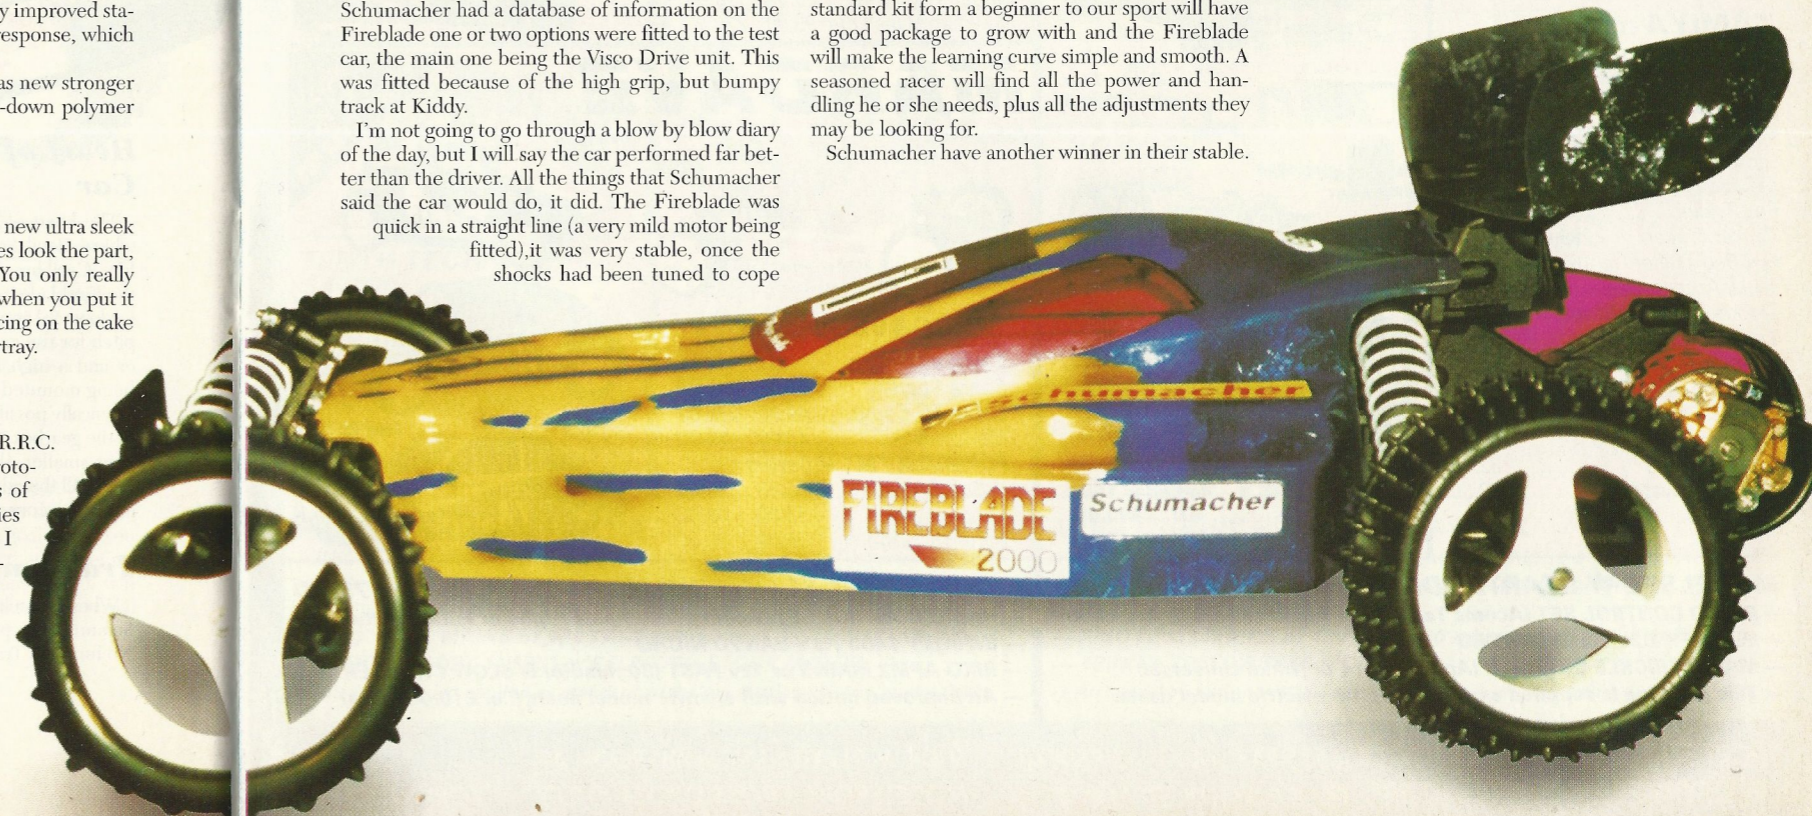 y improved sta-
esponse, which
as new stronger
-down polymer
new ultra sleek
es look the part,
You only really
when you put it
cing on the cake
tray.
R.R.C.
roto-
s of
ies
I
Schumacher had a database of information on the
Fireblade one or two options were fitted to the test
car, the main one being the Visco Drive unit. This
was fitted because of the high grip, but bumpy
track at Kiddy.
I'm not going to go through a blow by blow diary
of the day, but I will say the car performed far bet-
ter than the driver. All the things that Schumacher
said the car would do, it did. The Fireblade was
quick in a straight line (a very mild motor being
fitted),it was very stable, once the
shocks had been tuned to cope
standard kit form a beginner to our sport will have
a good package to grow with and the Fireblade
will make the learning curve simple and smooth. A
seasoned racer will find all the power and han-
dling he or she needs, plus all the adjustments they
may be looking for.
Schumacher have another winner in their stable.
schumacher
FIREBLADE
2000
Schumacher